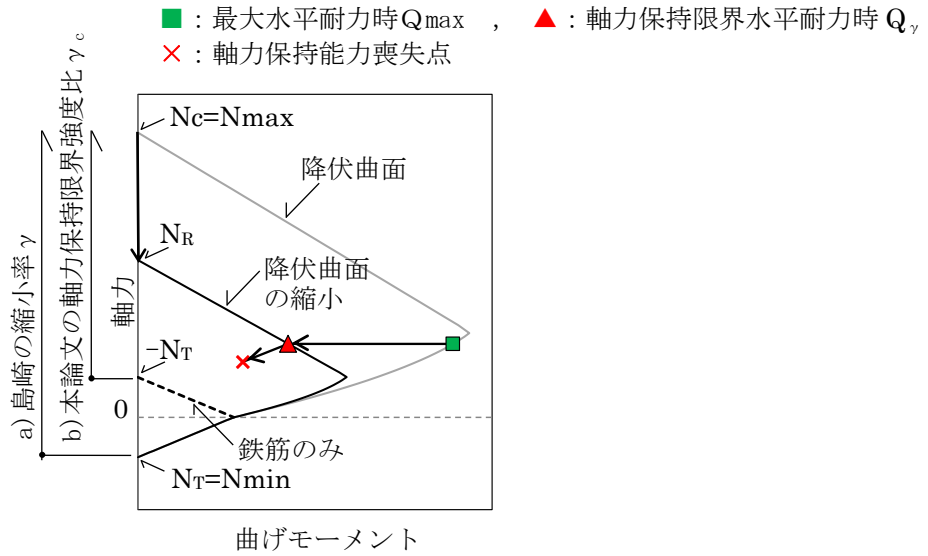 ■：最大水平耐力時Qmax ， ▲：軸力保持限界水平耐力時 Qγ
×：軸力保持能力喪失点
a)島崎の縮小率γ
b)本論文の軸力保持限界強度比γc
軸力
Nc=Nmax
降伏曲面
NR
降伏曲面
の縮小
−NT
0
鉄筋のみ
NT=Nmin
曲げモーメント